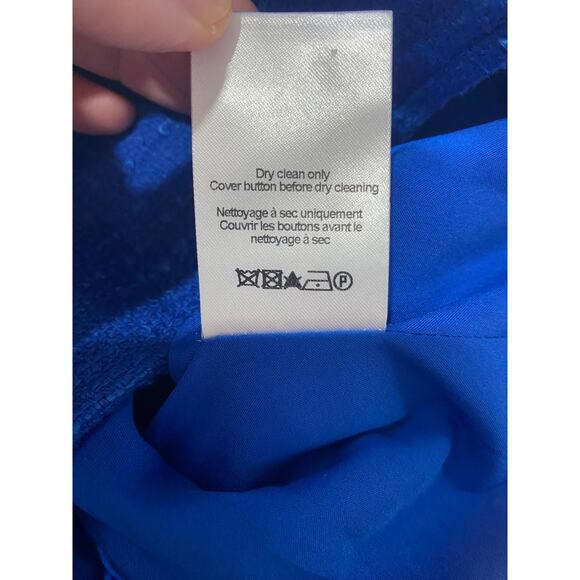 Dry clean only
Cover button before dry cleaning
Nettoyage à sec uniquement
Couvrir les boutons avant le
nettoyage à sec
P